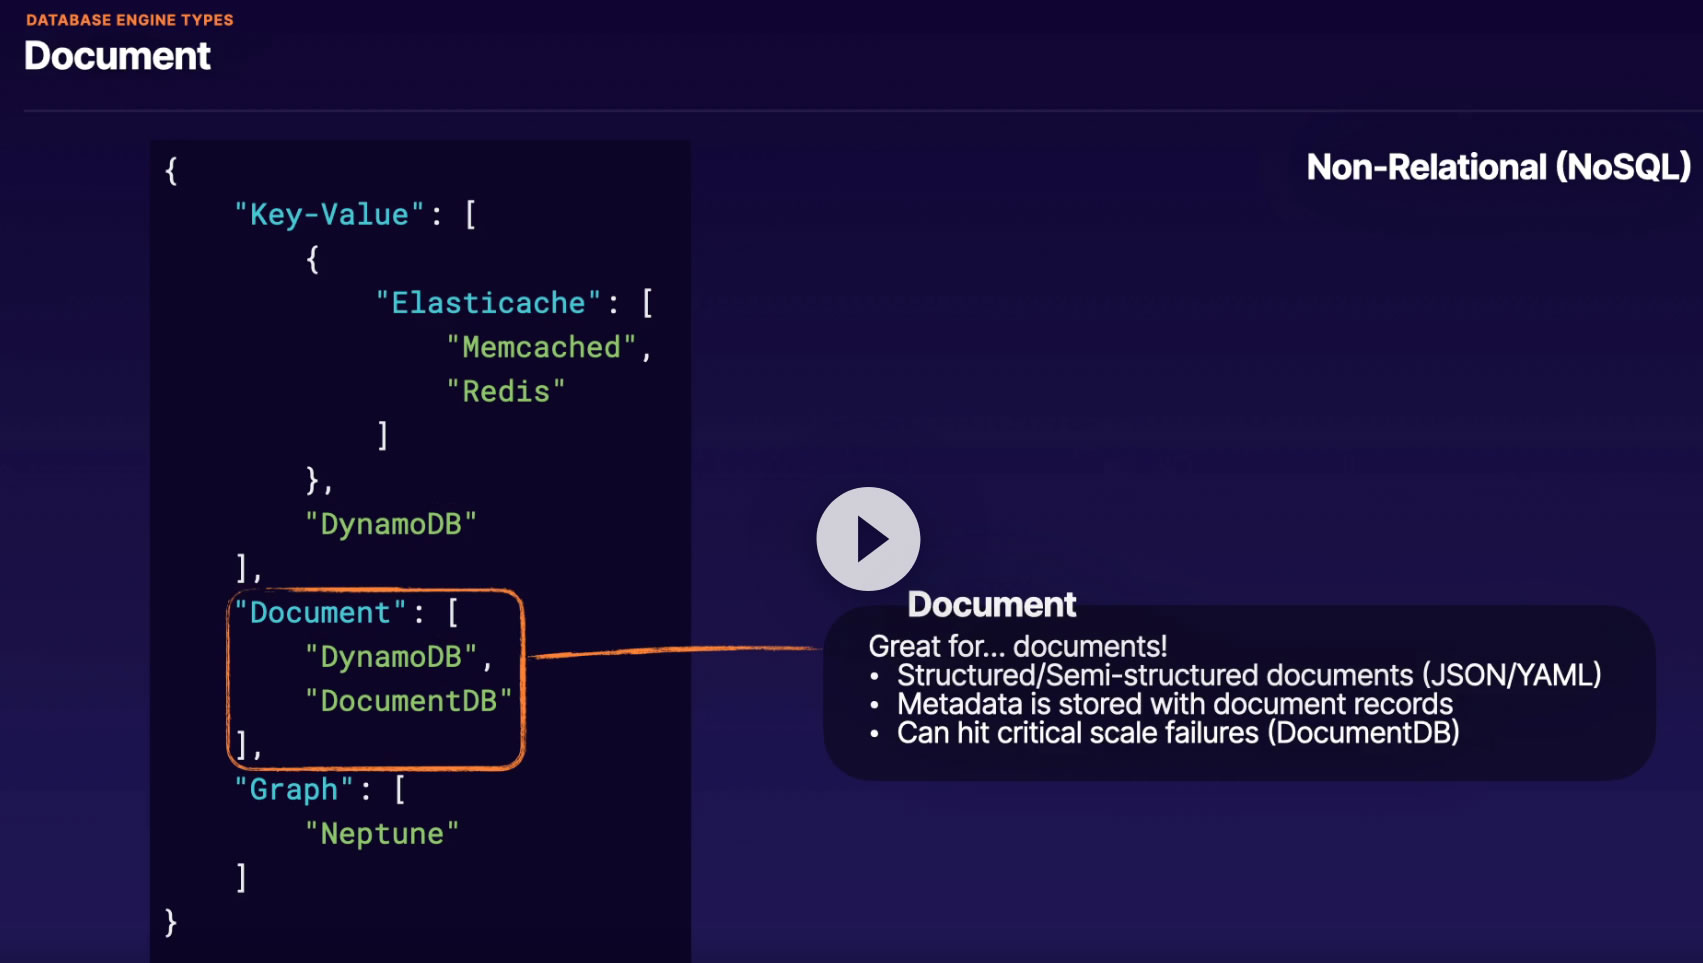 DATABASE ENGINE TYPES
Document
Non-Relational (NoSQL)
{
"Key-Value": [
{
"Elasticache": [
"Memcached",
"Redis"
]
},
"DynamoDB"
],
"Document": [
"DynamoDB",
"DocumentDB"
],
"Graph": [
"Neptune"
]
}
Document
Great for... documents!
• Structured/Semi-structured documents (JSON/YAML)
• Metadata is stored with document records
• Can hit critical scale failures (DocumentDB)